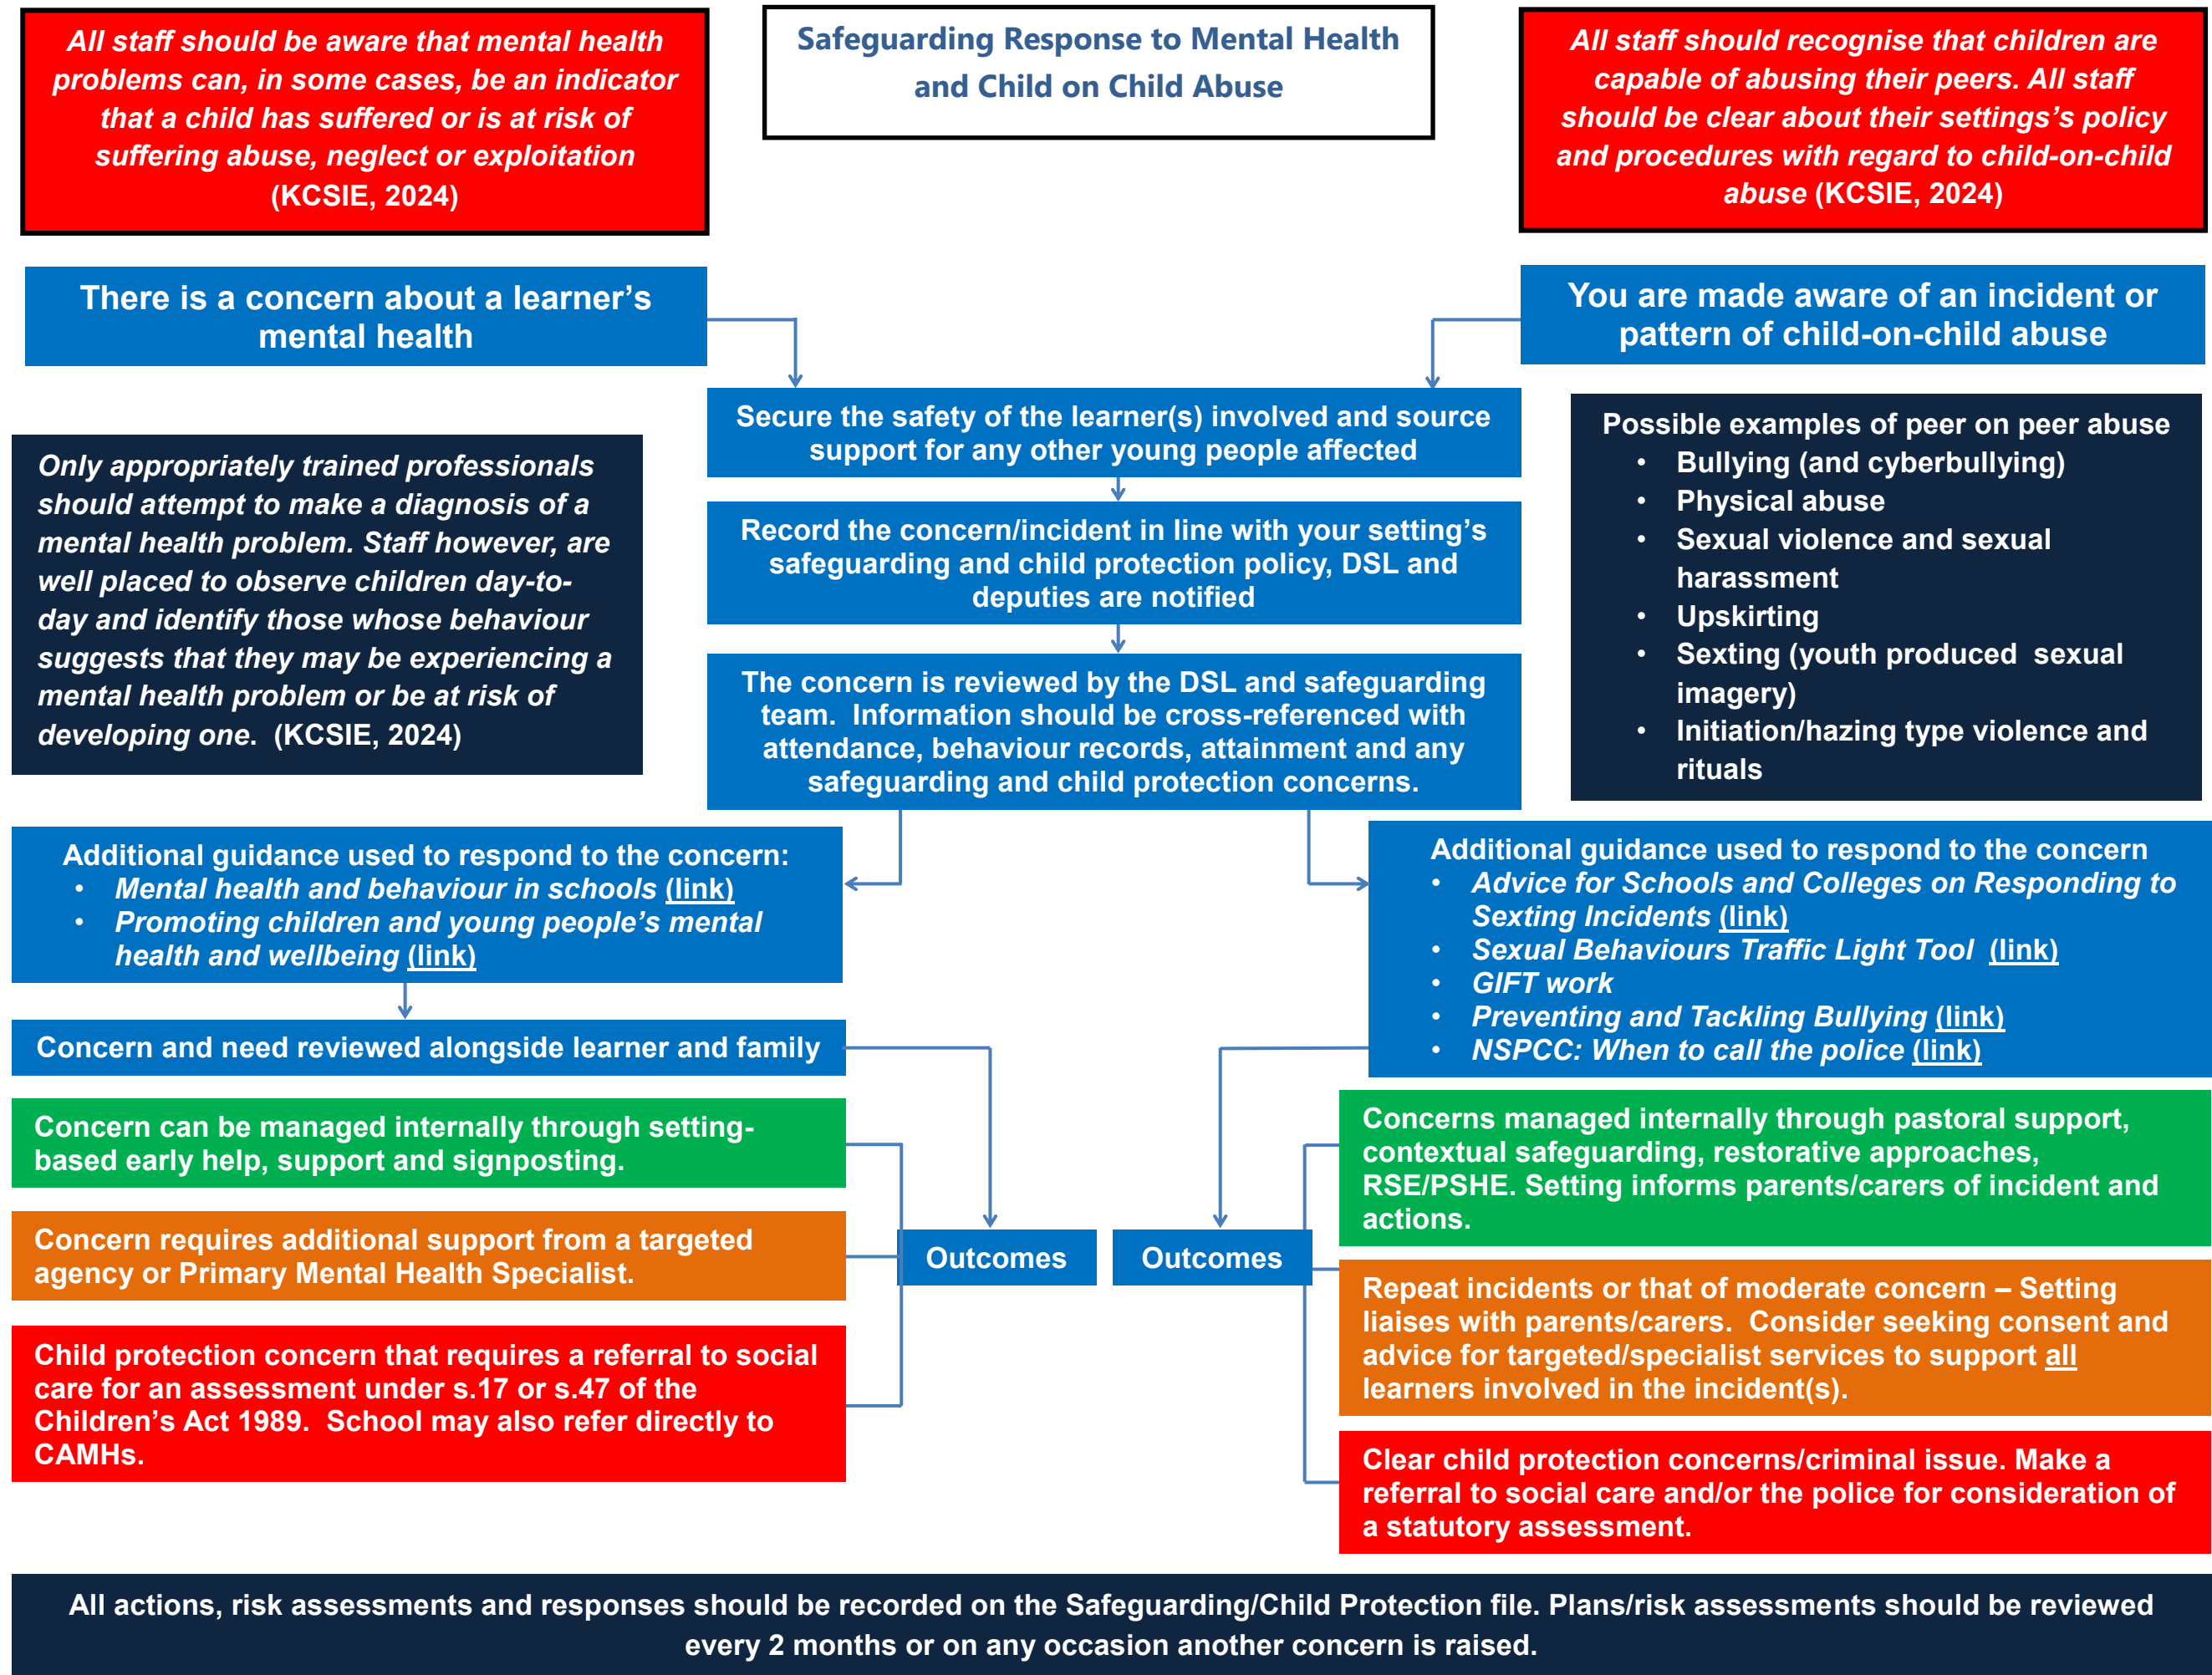 All staff should be aware that mental health
problems can, in some cases, be an indicator
that a child has suffered or is at risk of
suffering abuse, neglect or exploitation
(KCSIE, 2024)
Safeguarding Response to Mental Health
and Child on Child Abuse
All staff should recognise that children are
capable of abusing their peers. All staff
should be clear about their settings's policy
and procedures with regard to child-on-child
abuse (KCSIE, 2024)
There is a concern about a learner’s
mental health
You are made aware of an incident or
pattern of child-on-child abuse
Secure the safety of the learner(s) involved and source
support for any other young people affected
Only appropriately trained professionals
should attempt to make a diagnosis of a
mental health problem. Staff however, are
well placed to observe children day-to-
day and identify those whose behaviour
suggests that they may be experiencing a
mental health problem or be at risk of
developing one.  (KCSIE, 2024)
Record the concern/incident in line with your setting’s
safeguarding and child protection policy, DSL and
deputies are notified
The concern is reviewed by the DSL and safeguarding
team.  Information should be cross-referenced with
attendance, behaviour records, attainment and any
safeguarding and child protection concerns.
Possible examples of peer on peer abuse
• Bullying (and cyberbullying)
• Physical abuse
• Sexual violence and sexual
harassment
• Upskirting
• Sexting (youth produced  sexual
imagery)
• Initiation/hazing type violence and
rituals
Additional guidance used to respond to the concern:
• Mental health and behaviour in schools (link)
• Promoting children and young people’s mental
health and wellbeing (link)
Additional guidance used to respond to the concern
• Advice for Schools and Colleges on Responding to
Sexting Incidents (link)
• Sexual Behaviours Traffic Light Tool  (link)
• GIFT work
• Preventing and Tackling Bullying (link)
• NSPCC: When to call the police (link)
Concern and need reviewed alongside learner and family
Concern can be managed internally through setting-
based early help, support and signposting.
Concern requires additional support from a targeted
agency or Primary Mental Health Specialist.
Child protection concern that requires a referral to social
care for an assessment under s.17 or s.47 of the
Children’s Act 1989.  School may also refer directly to
CAMHs.
Outcomes
Outcomes
Concerns managed internally through pastoral support,
contextual safeguarding, restorative approaches,
RSE/PSHE. Setting informs parents/carers of incident and
actions.
Repeat incidents or that of moderate concern – Setting
liaises with parents/carers.  Consider seeking consent and
advice for targeted/specialist services to support all
learners involved in the incident(s).
Clear child protection concerns/criminal issue. Make a
referral to social care and/or the police for consideration of
a statutory assessment.
All actions, risk assessments and responses should be recorded on the Safeguarding/Child Protection file. Plans/risk assessments should be reviewed
every 2 months or on any occasion another concern is raised.